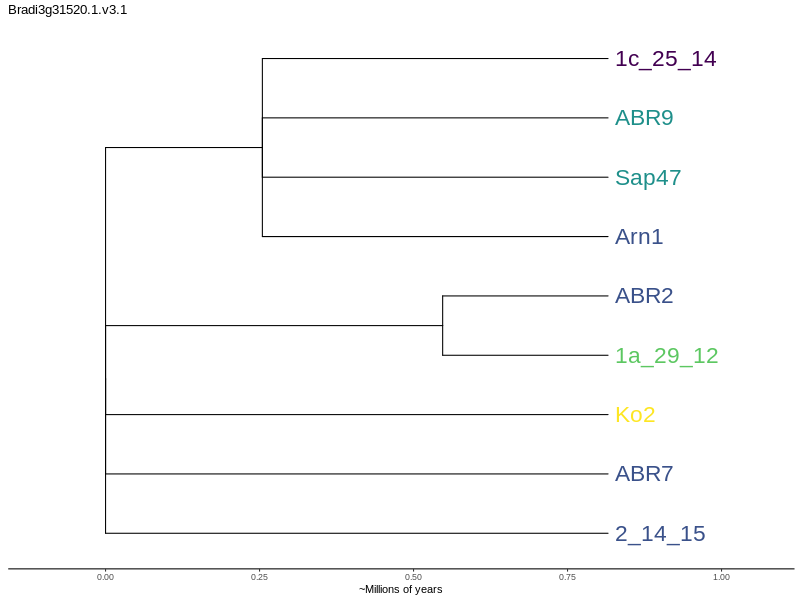 Bradi3g31520.1.v3.1
1c_25_14
ABR9
Sap47
Arn1
ABR2
1a_29_12
Ko2
ABR7
2_14_15
0.00 0.25 0.50 0.75 1.00
~Millions of years